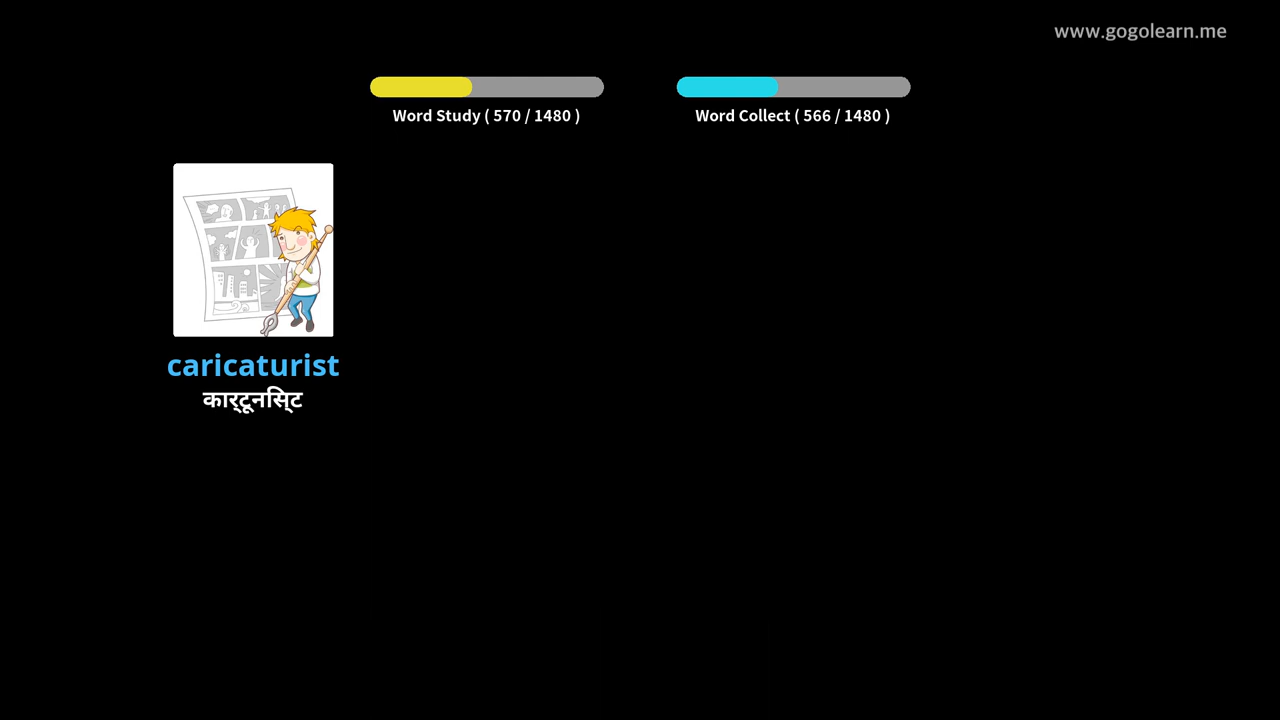 www.gogolearn.me
Word Study ( 570 / 1480 )
Word Collect ( 566 / 1480 )
caricaturist
कार्टूनिस्ट